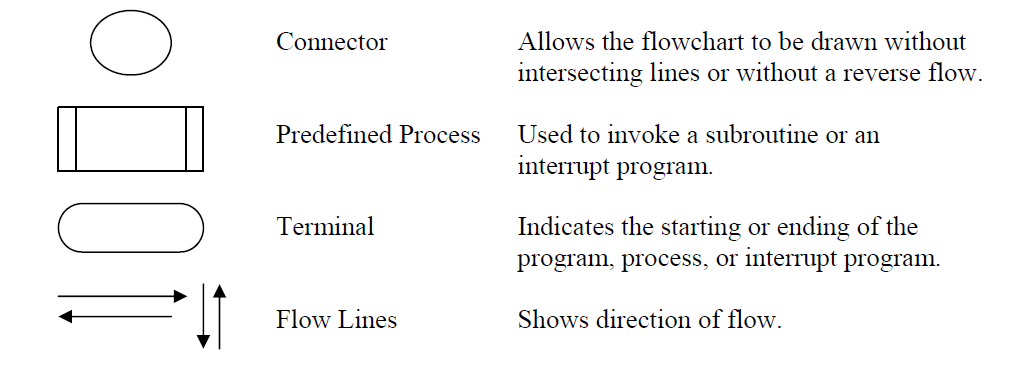 Connector
Allows the flowchart to be drawn without
intersecting lines or without a reverse flow.
Predefined Process
Used to invoke a subroutine or an
interrupt program.
Terminal
Indicates the starting or ending of the
program, process, or interrupt program.
Flow Lines
Shows direction of flow.